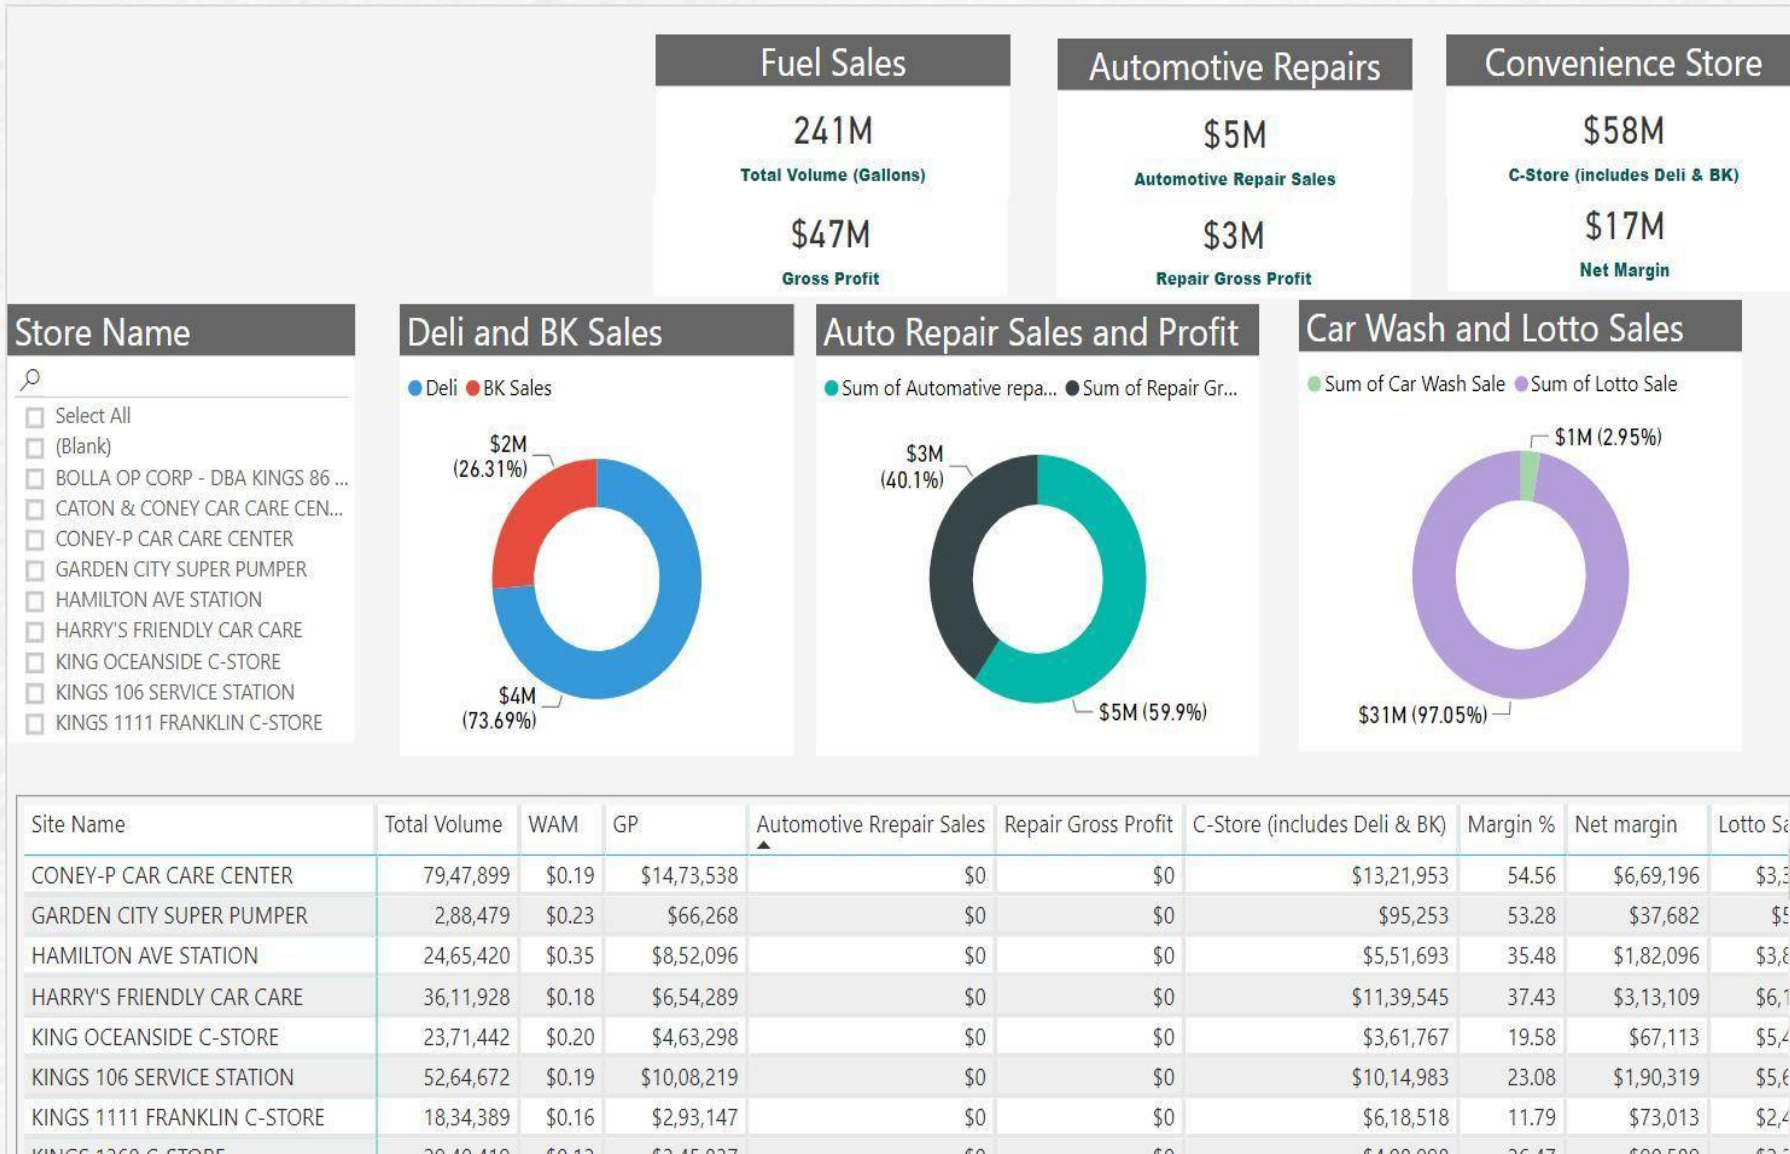 Fuel Sales
241M
Total Volume (Gallons)
$47M
Gross Profit
Automotive Repairs
$5M
Automotive Repair Sales
$3M
Repair Gross Profit
Convenience Store
$58M
C-Store (includes Deli & BK)
$17M
Net Margin
Store Name
Select All
(Blank)
BOLLA OP CORP - DBA KINGS 86 ...
CATON & CONEY CAR CARE CEN...
CONEY-P CAR CARE CENTER
GARDEN CITY SUPER PUMPER
HAMILTON AVE STATION
HARRY'S FRIENDLY CAR CARE
KING OCEANSIDE C-STORE
KINGS 106 SERVICE STATION
KINGS 1111 FRANKLIN C-STORE
Deli and BK Sales
Deli BK Sales
$2M
(26.31%)
$4M
(73.69%)
Auto Repair Sales and Profit
Sum of Automative repa... Sum of Repair Gr...
$3M
(40.1%)
$5M (59.9%)
Car Wash and Lotto Sales
Sum of Car Wash Sale Sum of Lotto Sale
$1M (2.95%)
$31M (97.05%)
Site Name Total Volume WAM GP Automotive Rrepair Sales Repair Gross Profit C-Store (includes Deli & BK) Margin % Net margin Lotto
CONEY-P CAR CARE CENTER 79,47,899 $0.19 $14,73,538 $0 $0 $13,21,953 54.56 $6,69,196
GARDEN CITY SUPER PUMPER 2,88,479 $0.23 $66,268 $0 $0 $95,253 53.28 $37,682
HAMILTON AVE STATION 24,65,420 $0.35 $8,52,096 $0 $0 $5,51,693 35.48 $1,82,096
HARRY'S FRIENDLY CAR CARE 36,11,928 $0.18 $6,54,289 $0 $0 $11,39,545 37.43 $3,13,109
KING OCEANSIDE C-STORE 23,71,442 $0.20 $4,63,298 $0 $0 $3,61,767 19.58 $67,113
KINGS 106 SERVICE STATION 52,64,672 $0.19 $10,08,219 $0 $0 $10,14,983 23.08 $1,90,319
KINGS 1111 FRANKLIN C-STORE 18,34,389 $0.16 $2,93,147 $0 $0 $6,18,518 11.79 $73,013